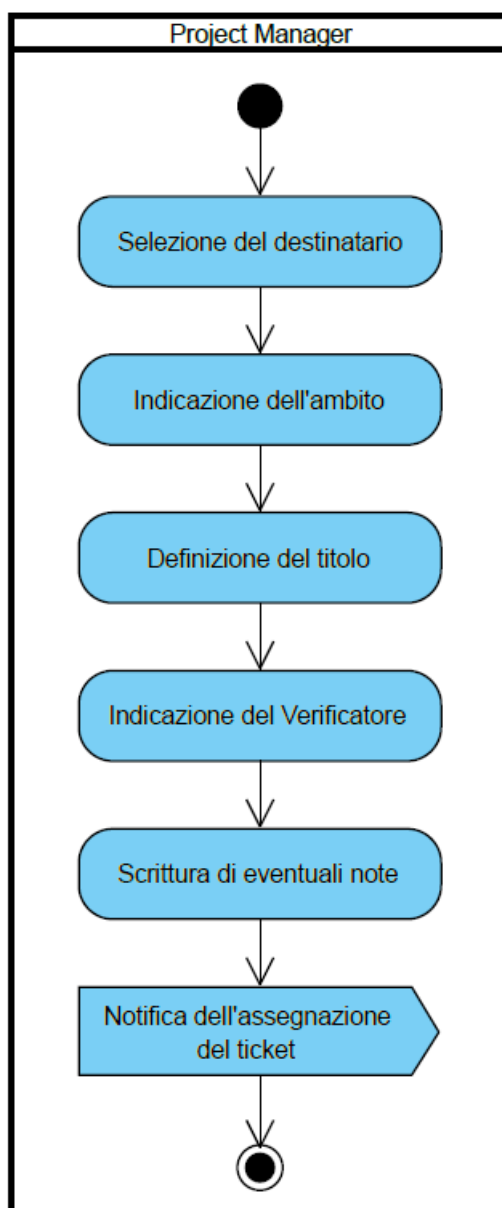 Project Manager
Selezione del destinatario
Indicazione dell'ambito
Definizione del titolo
Indicazione del Verificatore
Scrittura di eventuali note
Notifica dell'assegnazione
del ticket